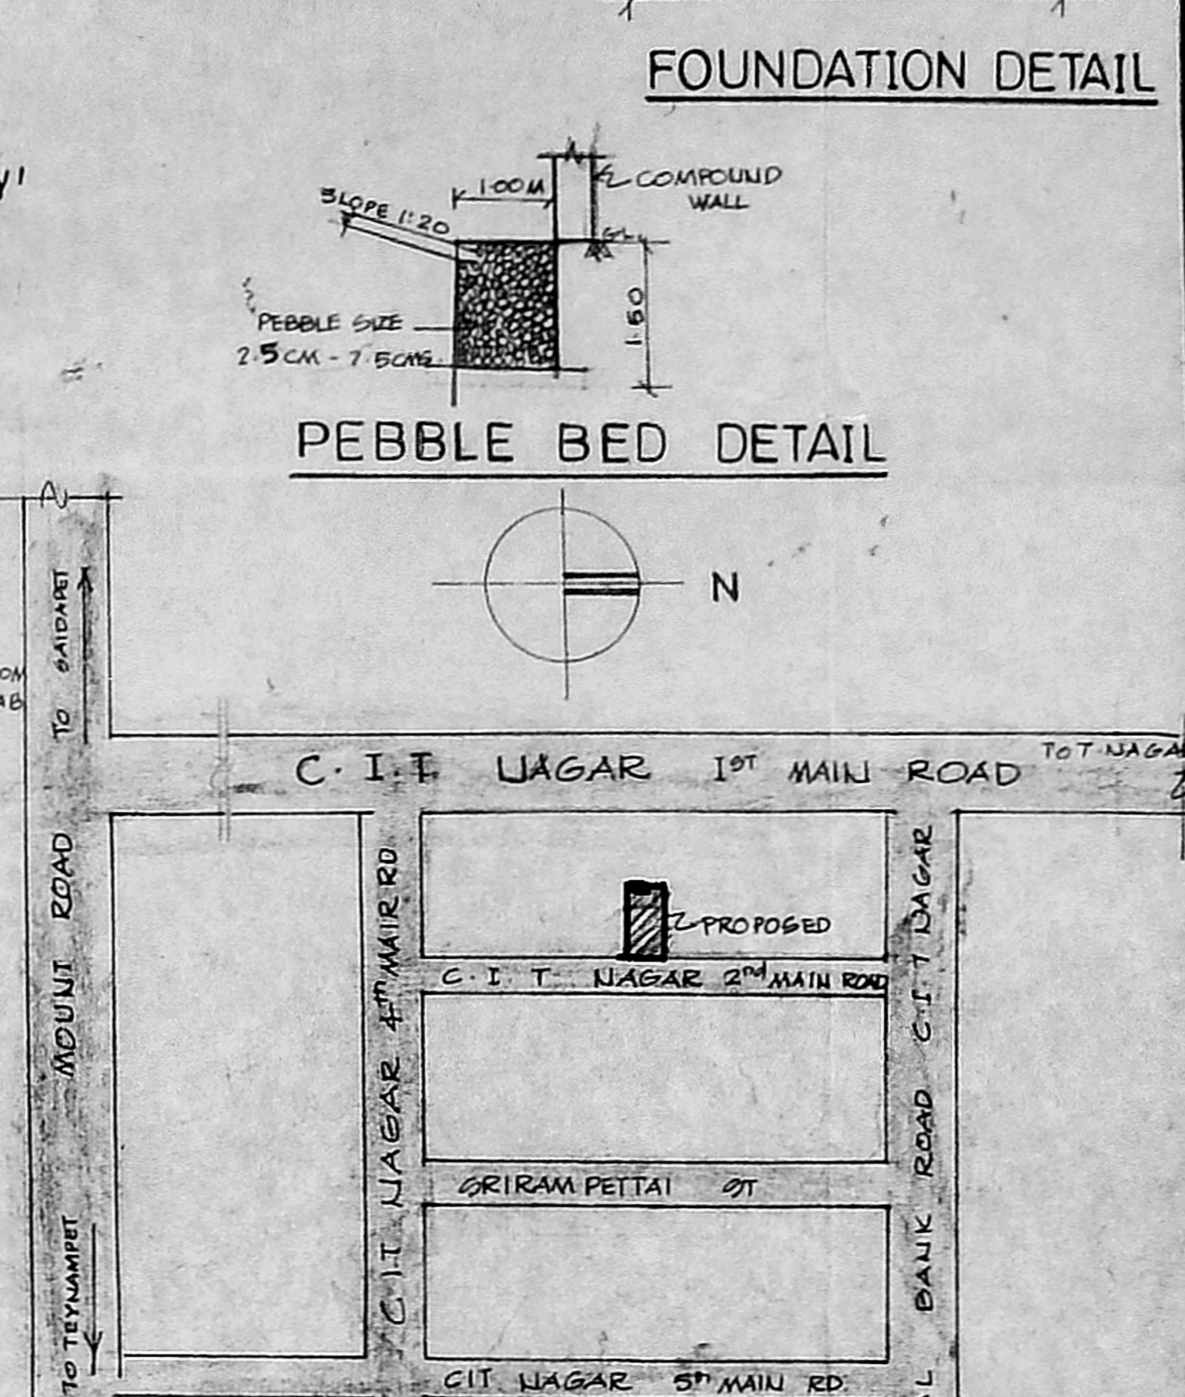 FOUNDATION DETAIL
1.00M
COMPOUND
WALL
SLOPE 1:20
G.L.
1.50
PEBBLE SIZE
2.5CM - 7.5CMS
PEBBLE BED DETAIL
N
TO SAIDAPET
TO T. NAGA
C. I. T. NAGAR IST MAIN ROAD
MOUNT ROAD
C.I.T NAGAR 4th MAIN RD
PROPOSED
C. I. T NAGAR 2nd MAIN ROAD
BANK ROAD C.I.T NAGAR
SRIRAM PETTAI ST
TO TEYNAMPET
CIT NAGAR 5th MAIN RD.